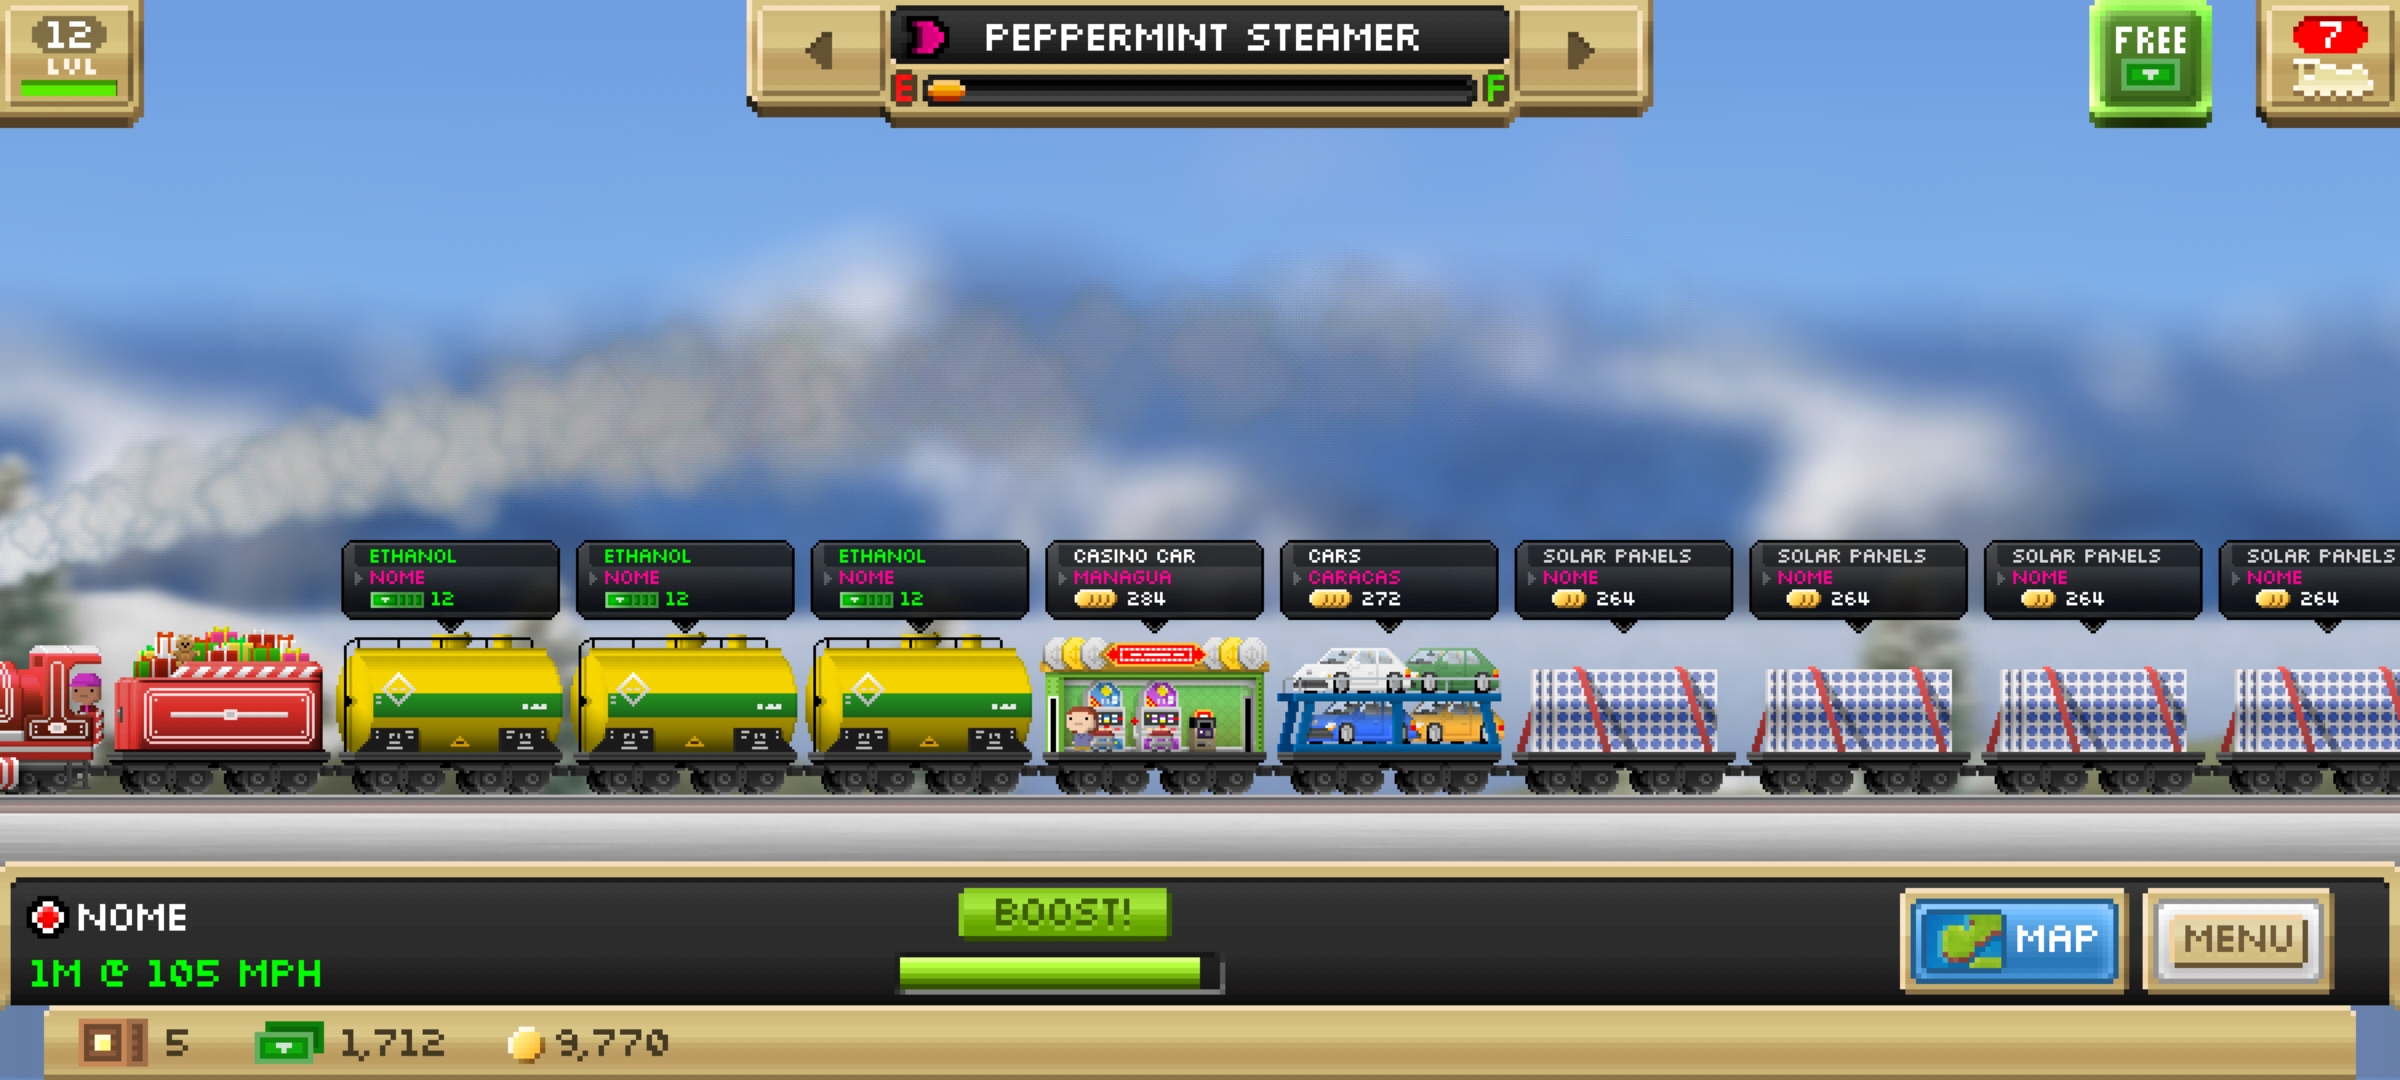 12
LVL
PEPPERMINT STEAMER
E F
FREE
7
ETHANOL
NOME
12
ETHANOL
NOME
12
ETHANOL
NOME
12
CASINO CAR
MANAGUA
284
CARS
CARACAS
272
SOLAR PANELS
NOME
264
SOLAR PANELS
NOME
264
SOLAR PANELS
NOME
264
SOLAR PANELS
NOME
264
NOME
1M @ 105 MPH
BOOST!
MAP
MENU
5
1,712
9,770